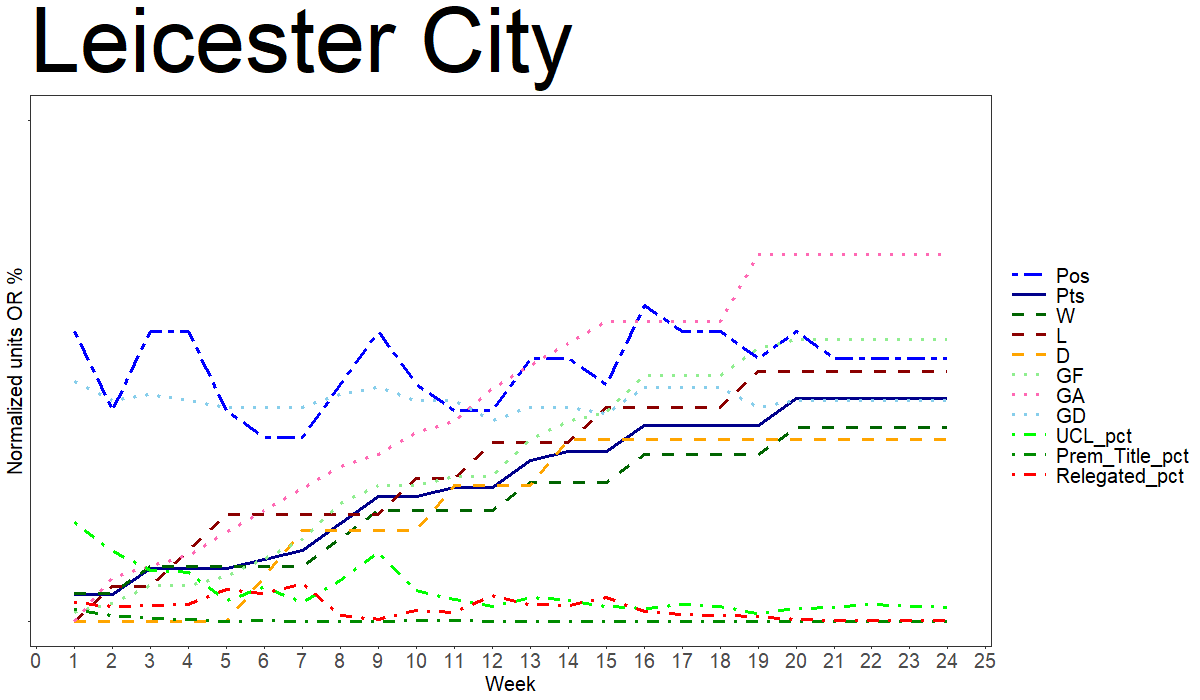 Leicester City
Normalized units OR %
Pos
Pts
W
L
D
GF
GA
GD
UCL_pct
Prem_Title_pct
Relegated_pct
0 1 2 3 4 5 6 7 8 9 10 11 12 13 14 15 16 17 18 19 20 21 22 23 24 25
Week